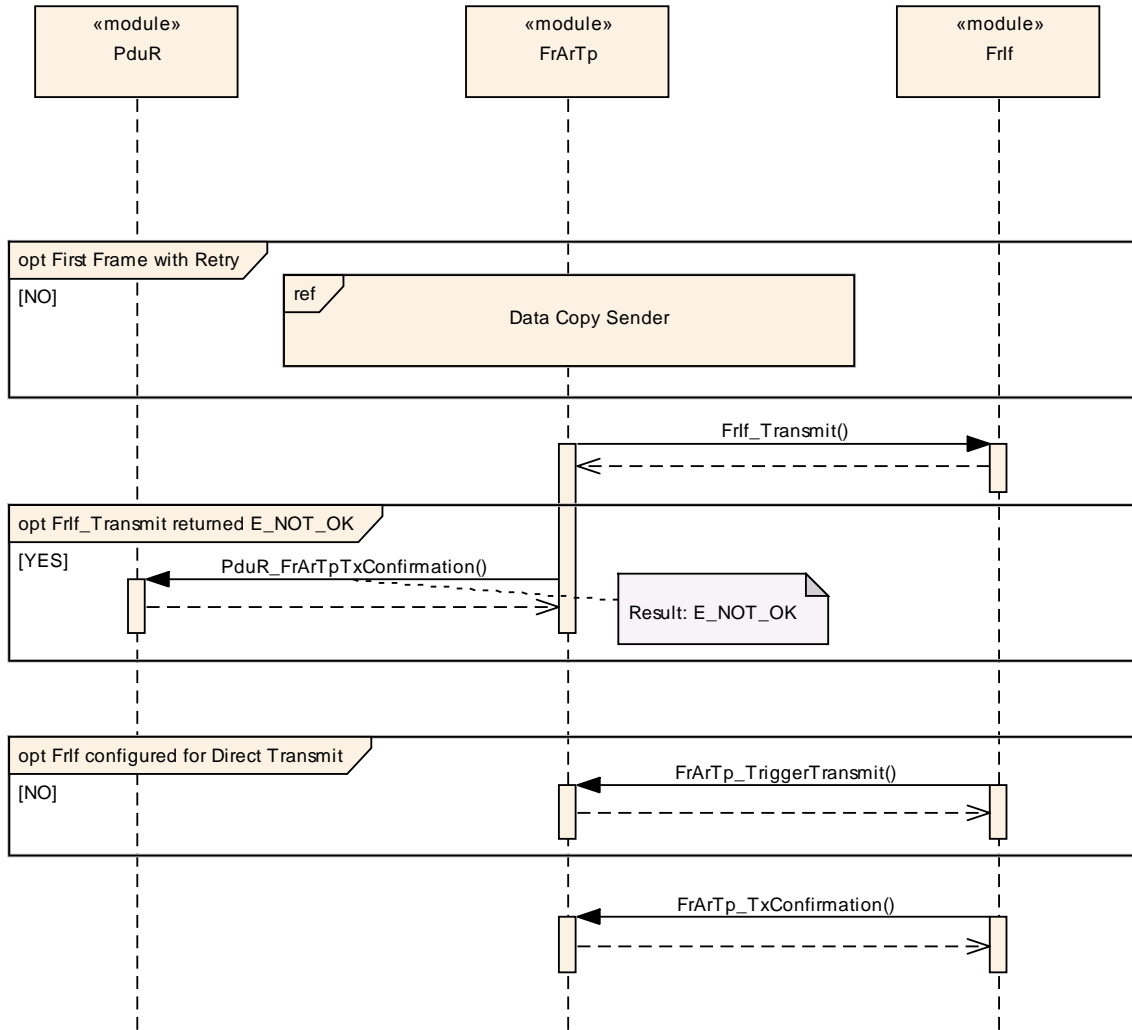 «module»
PduR
«module»
FrArTp
«module»
FrIf
opt First Frame with Retry
[NO]
ref
Data Copy Sender
FrIf_Transmit()
opt FrIf_Transmit returned E_NOT_OK
[YES]
PduR_FrArTpTxConfirmation()
Result: E_NOT_OK
opt FrIf configured for Direct Transmit
[NO]
FrArTp_TriggerTransmit()
FrArTp_TxConfirmation()